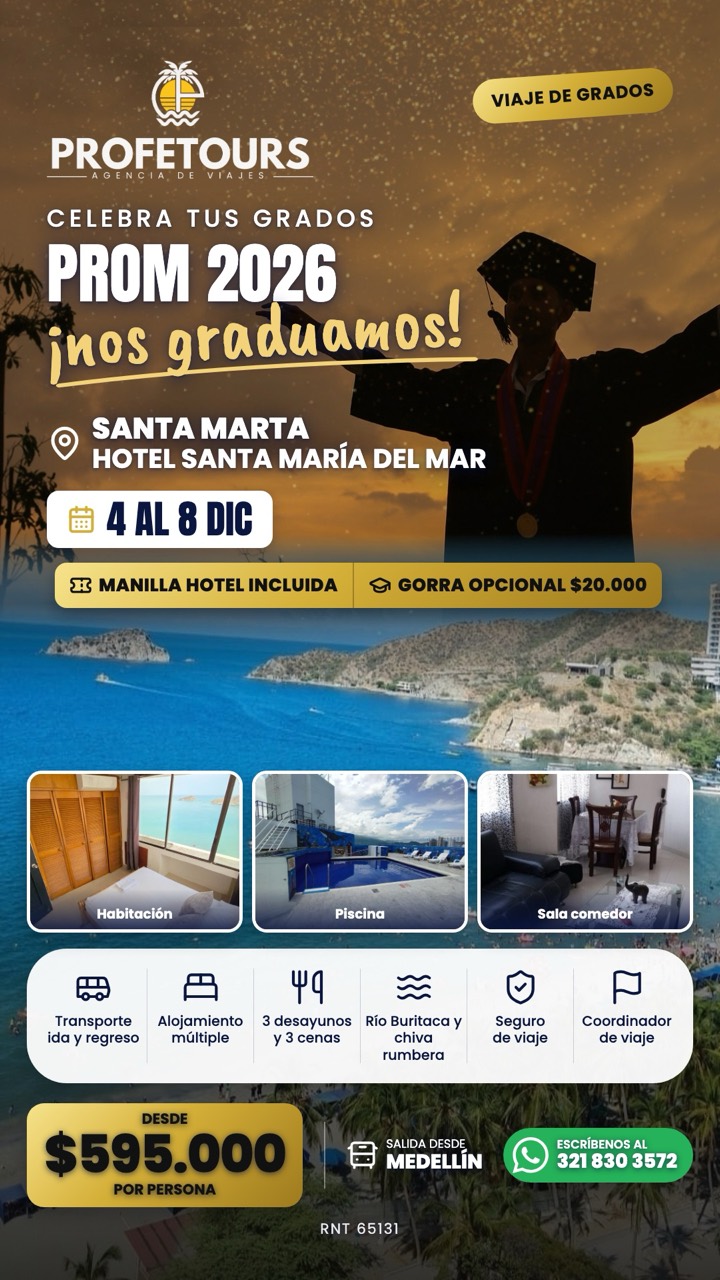 PROFETOURS
AGENCIA DE VIAJES
VIAJE DE GRADOS
CELEBRA TUS GRADOS
PROM 2026
¡nos graduamos!
SANTA MARTA
HOTEL SANTA MARÍA DEL MAR
4 AL 8 DIC
MANILLA HOTEL INCLUIDA
GORRA OPCIONAL $20.000
Habitación
Piscina
Sala comedor
Transporte
ida y regreso
Alojamiento
múltiple
3 desayunos
y 3 cenas
Río Buritaca y
chiva
rumbera
Seguro
de viaje
Coordinador
de viaje
DESDE
$595.000
POR PERSONA
SALIDA DESDE
MEDELLÍN
ESCRÍBENOS AL
321 830 3572
RNT 65131